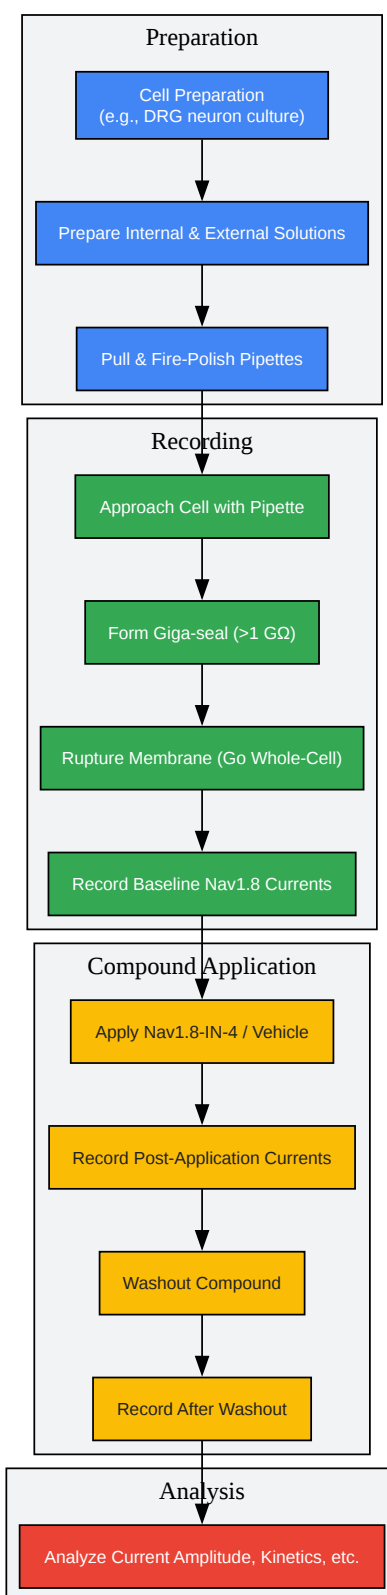 Preparation
Cell Preparation
(e.g., DRG neuron culture)
Prepare Internal & External Solutions
Pull & Fire-Polish Pipettes
Recording
Approach Cell with Pipette
Form Giga-seal (>1 GΩ)
Rupture Membrane (Go Whole-Cell)
Record Baseline Nav1.8 Currents
Compound Application
Apply Nav1.8-IN-4 / Vehicle
Record Post-Application Currents
Washout Compound
Record After Washout
Analysis
Analyze Current Amplitude, Kinetics, etc.